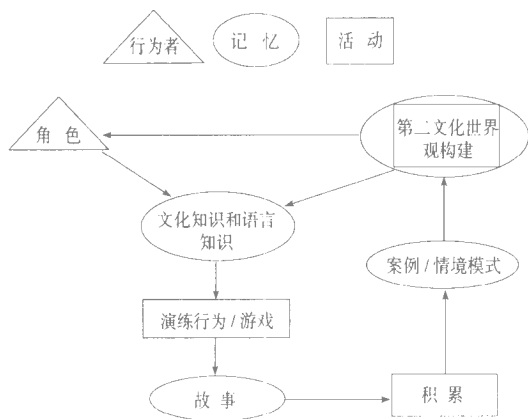 行为者
记忆
活动
角色
第二文化世界
观构建
文化知识和语言
知识
案例/情境模式
演练行为/游戏
故事
积累